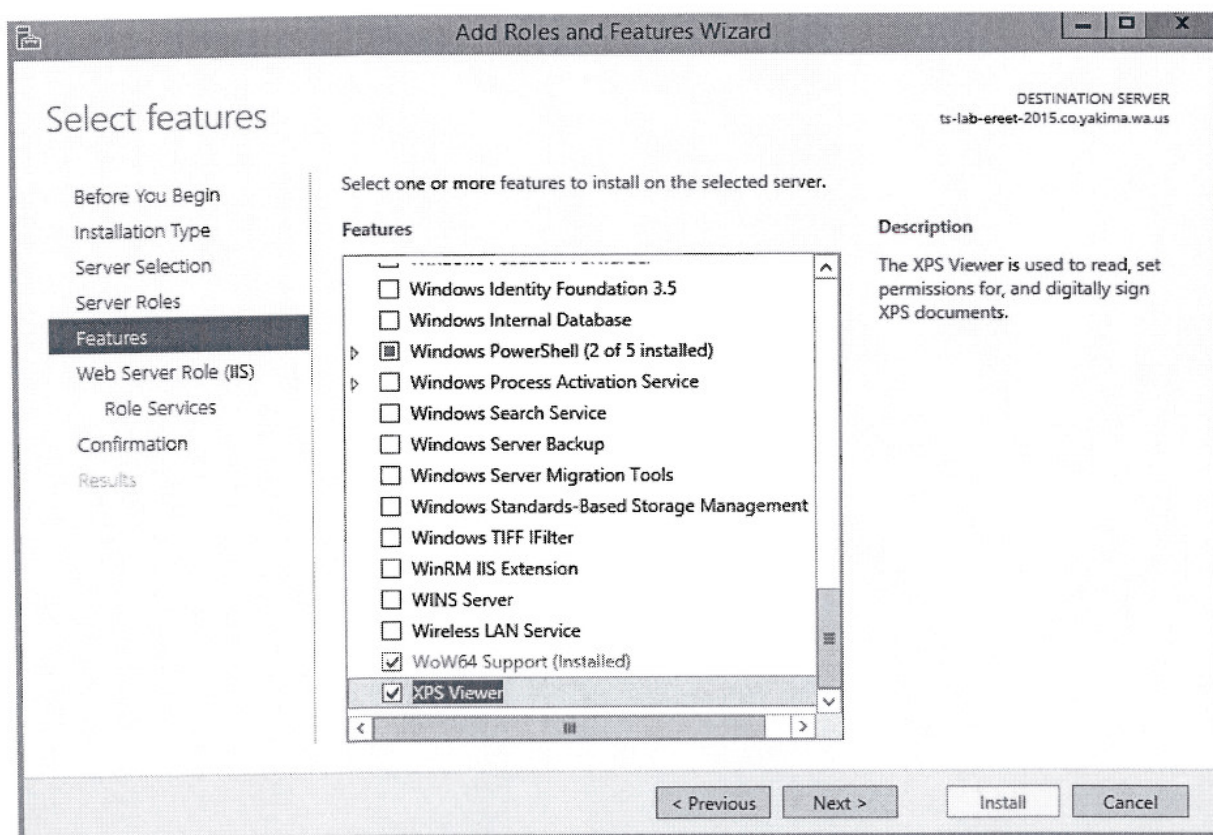 Add Roles and Features Wizard
Select features
DESTINATION SERVER
ts-lab-ereet-2015.co.yakima.wa.us
Before You Begin
Installation Type
Server Selection
Server Roles
Features
Web Server Role (IIS)
Role Services
Confirmation
Results
Select one or more features to install on the selected server.
Features
Windows Identity Foundation 3.5
Windows Internal Database
Windows PowerShell (2 of 5 installed)
Windows Process Activation Service
Windows Search Service
Windows Server Backup
Windows Server Migration Tools
Windows Standards-Based Storage Management
Windows TIFF IFilter
WinRM IIS Extension
WINS Server
Wireless LAN Service
WoW64 Support (Installed)
XPS Viewer
Description
The XPS Viewer is used to read, set
permissions for, and digitally sign
XPS documents.
< Previous
Next >
Install
Cancel